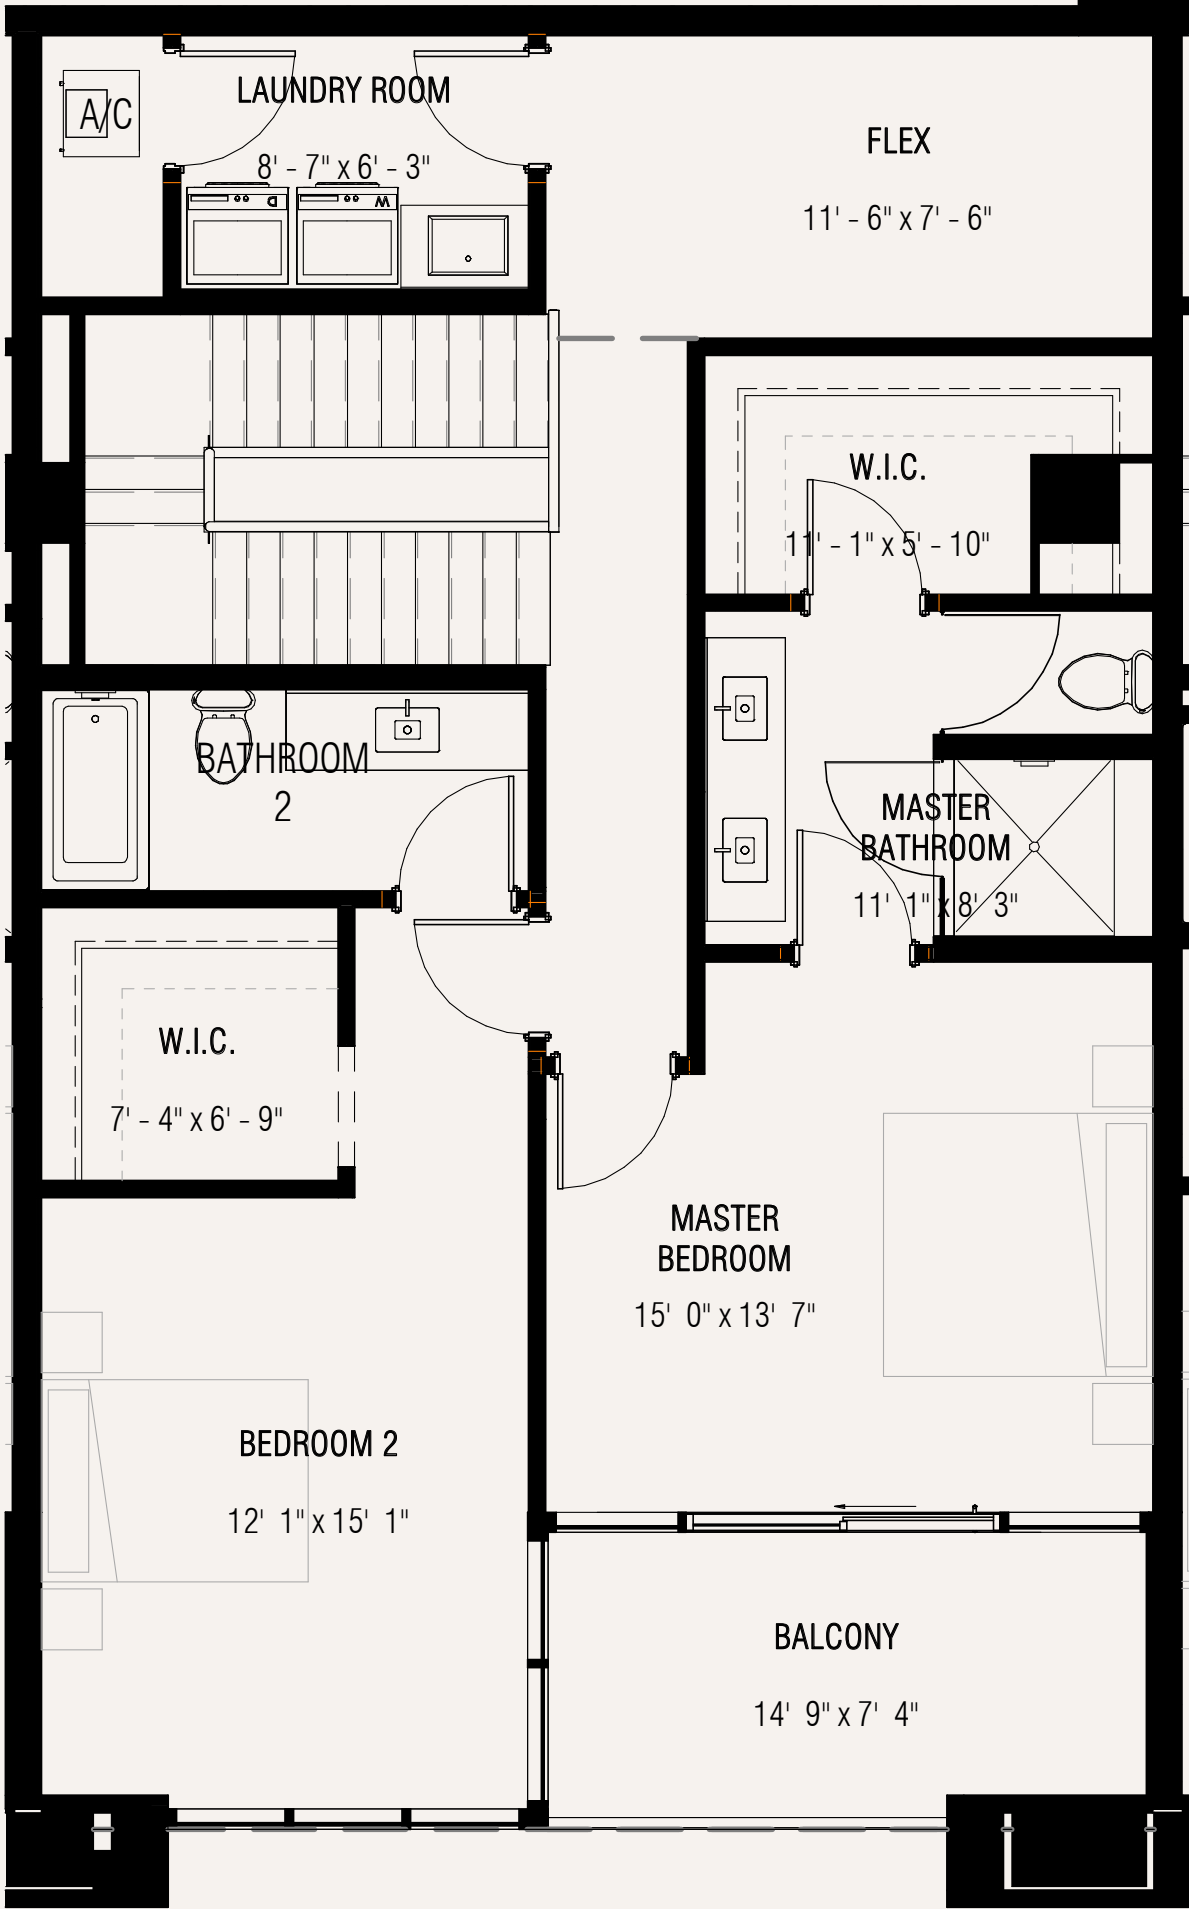 LAUNDRY ROOM
8' - 7" x 6' - 3"
A/C
D
W
FLEX
11' - 6" x 7' - 6"
W.I.C.
11' - 1" x 5' - 10"
BATHROOM
2
MASTER
BATHROOM
11' 1" x 8' 3"
W.I.C.
7' - 4" x 6' - 9"
MASTER
BEDROOM
15' 0" x 13' 7"
BEDROOM 2
12' 1" x 15' 1"
BALCONY
14' 9" x 7' 4"